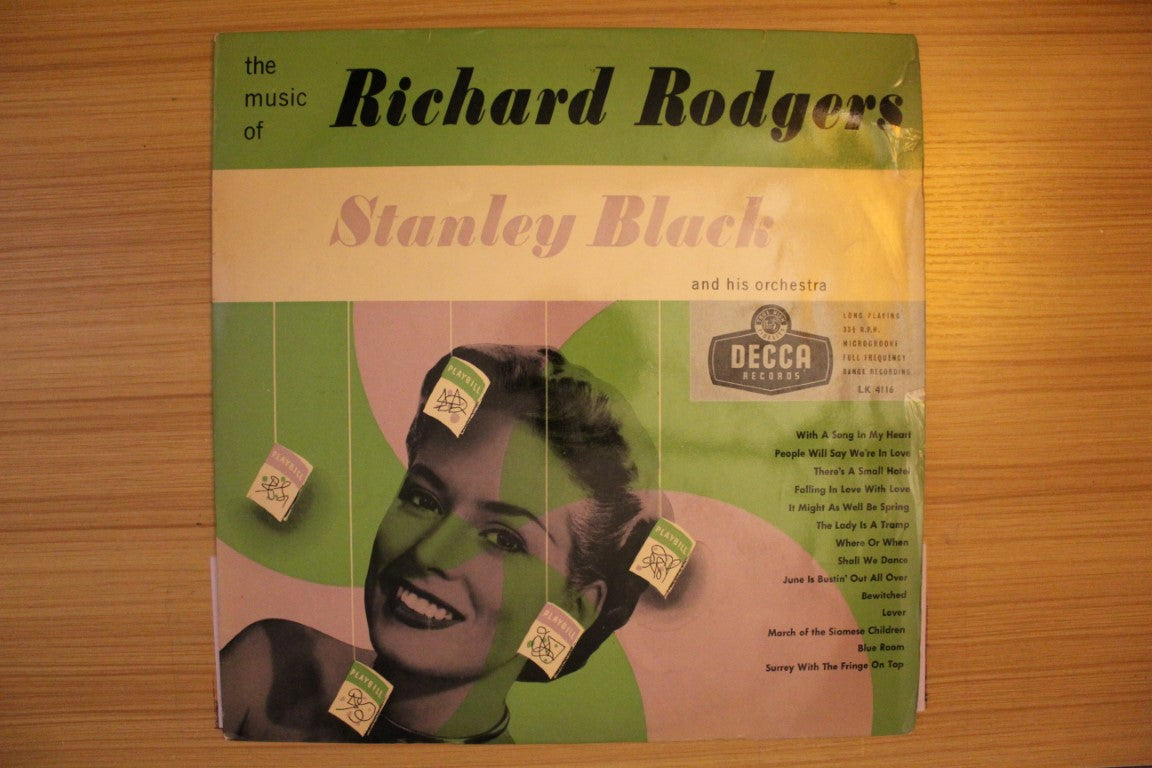 the
music
of
Richard Rodgers
Stanley Black
and his orchestra
DECCA
RECORDS
LONG PLAYING
33⅓ R.P.M.
MICROGROOVE
FULL FREQUENCY
RANGE RECORDING
LK 4116
With A Song In My Heart
People Will Say We're In Love
There's A Small Hotel
Falling In Love With Love
It Might As Well Be Spring
The Lady Is A Tramp
Where Or When
Shall We Dance
June Is Bustin' Out All Over
Bewitched
Lover
March of the Siamese Children
Blue Room
Surrey With The Fringe On Top
PLAYBILL
PLAYBILL
PLAYBILL
PLAYBILL
PLAYBILL